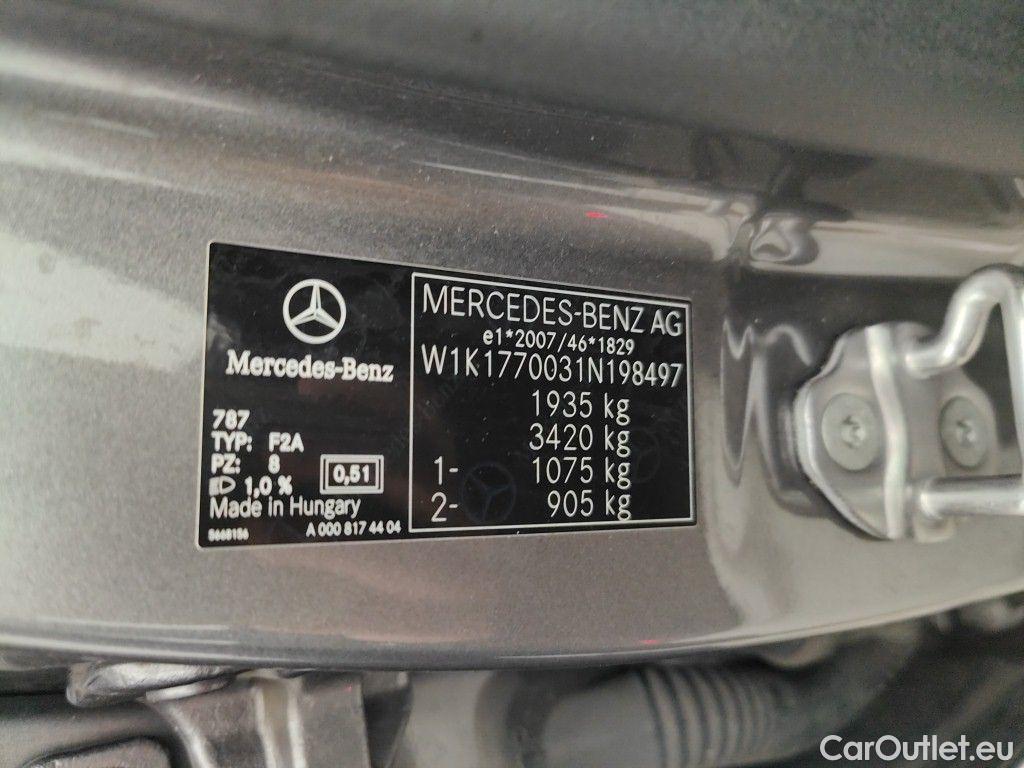 Mercedes-Benz
787
TYP: F2A
PZ: 8
1,0 %
0,51
Made in Hungary
5668156
A 000 817 44 04
MERCEDES-BENZ AG
e1*2007/46*1829
W1K1770031N198497
1935 kg
3420 kg
1- 1075 kg
2- 905 kg
CarOutlet.eu